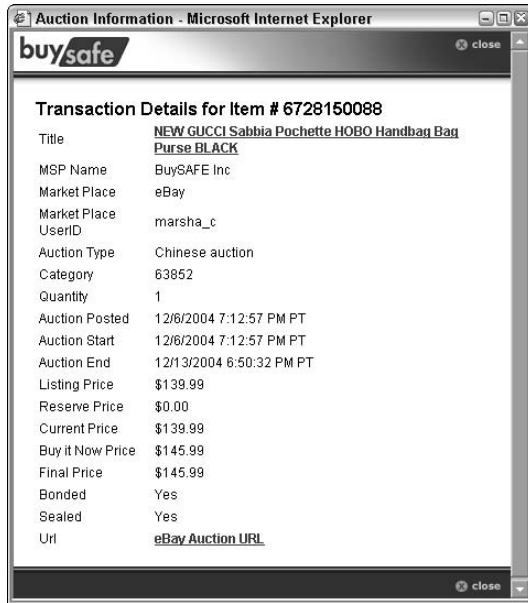 Auction Information - Microsoft Internet Explorer
buysafe
close
Transaction Details for Item # 6728150088
Title NEW GUCCI Sabbia Pochette HOBO Handbag Bag
Purse BLACK
MSP Name BuySAFE Inc
Market Place eBay
Market Place
UserID marsha_c
Auction Type Chinese auction
Category 63852
Quantity 1
Auction Posted 12/6/2004 7:12:57 PM PT
Auction Start 12/6/2004 7:12:57 PM PT
Auction End 12/13/2004 6:50:32 PM PT
Listing Price $139.99
Reserve Price $0.00
Current Price $139.99
Buy it Now Price $145.99
Final Price $145.99
Bonded Yes
Sealed Yes
Url eBay Auction URL
close